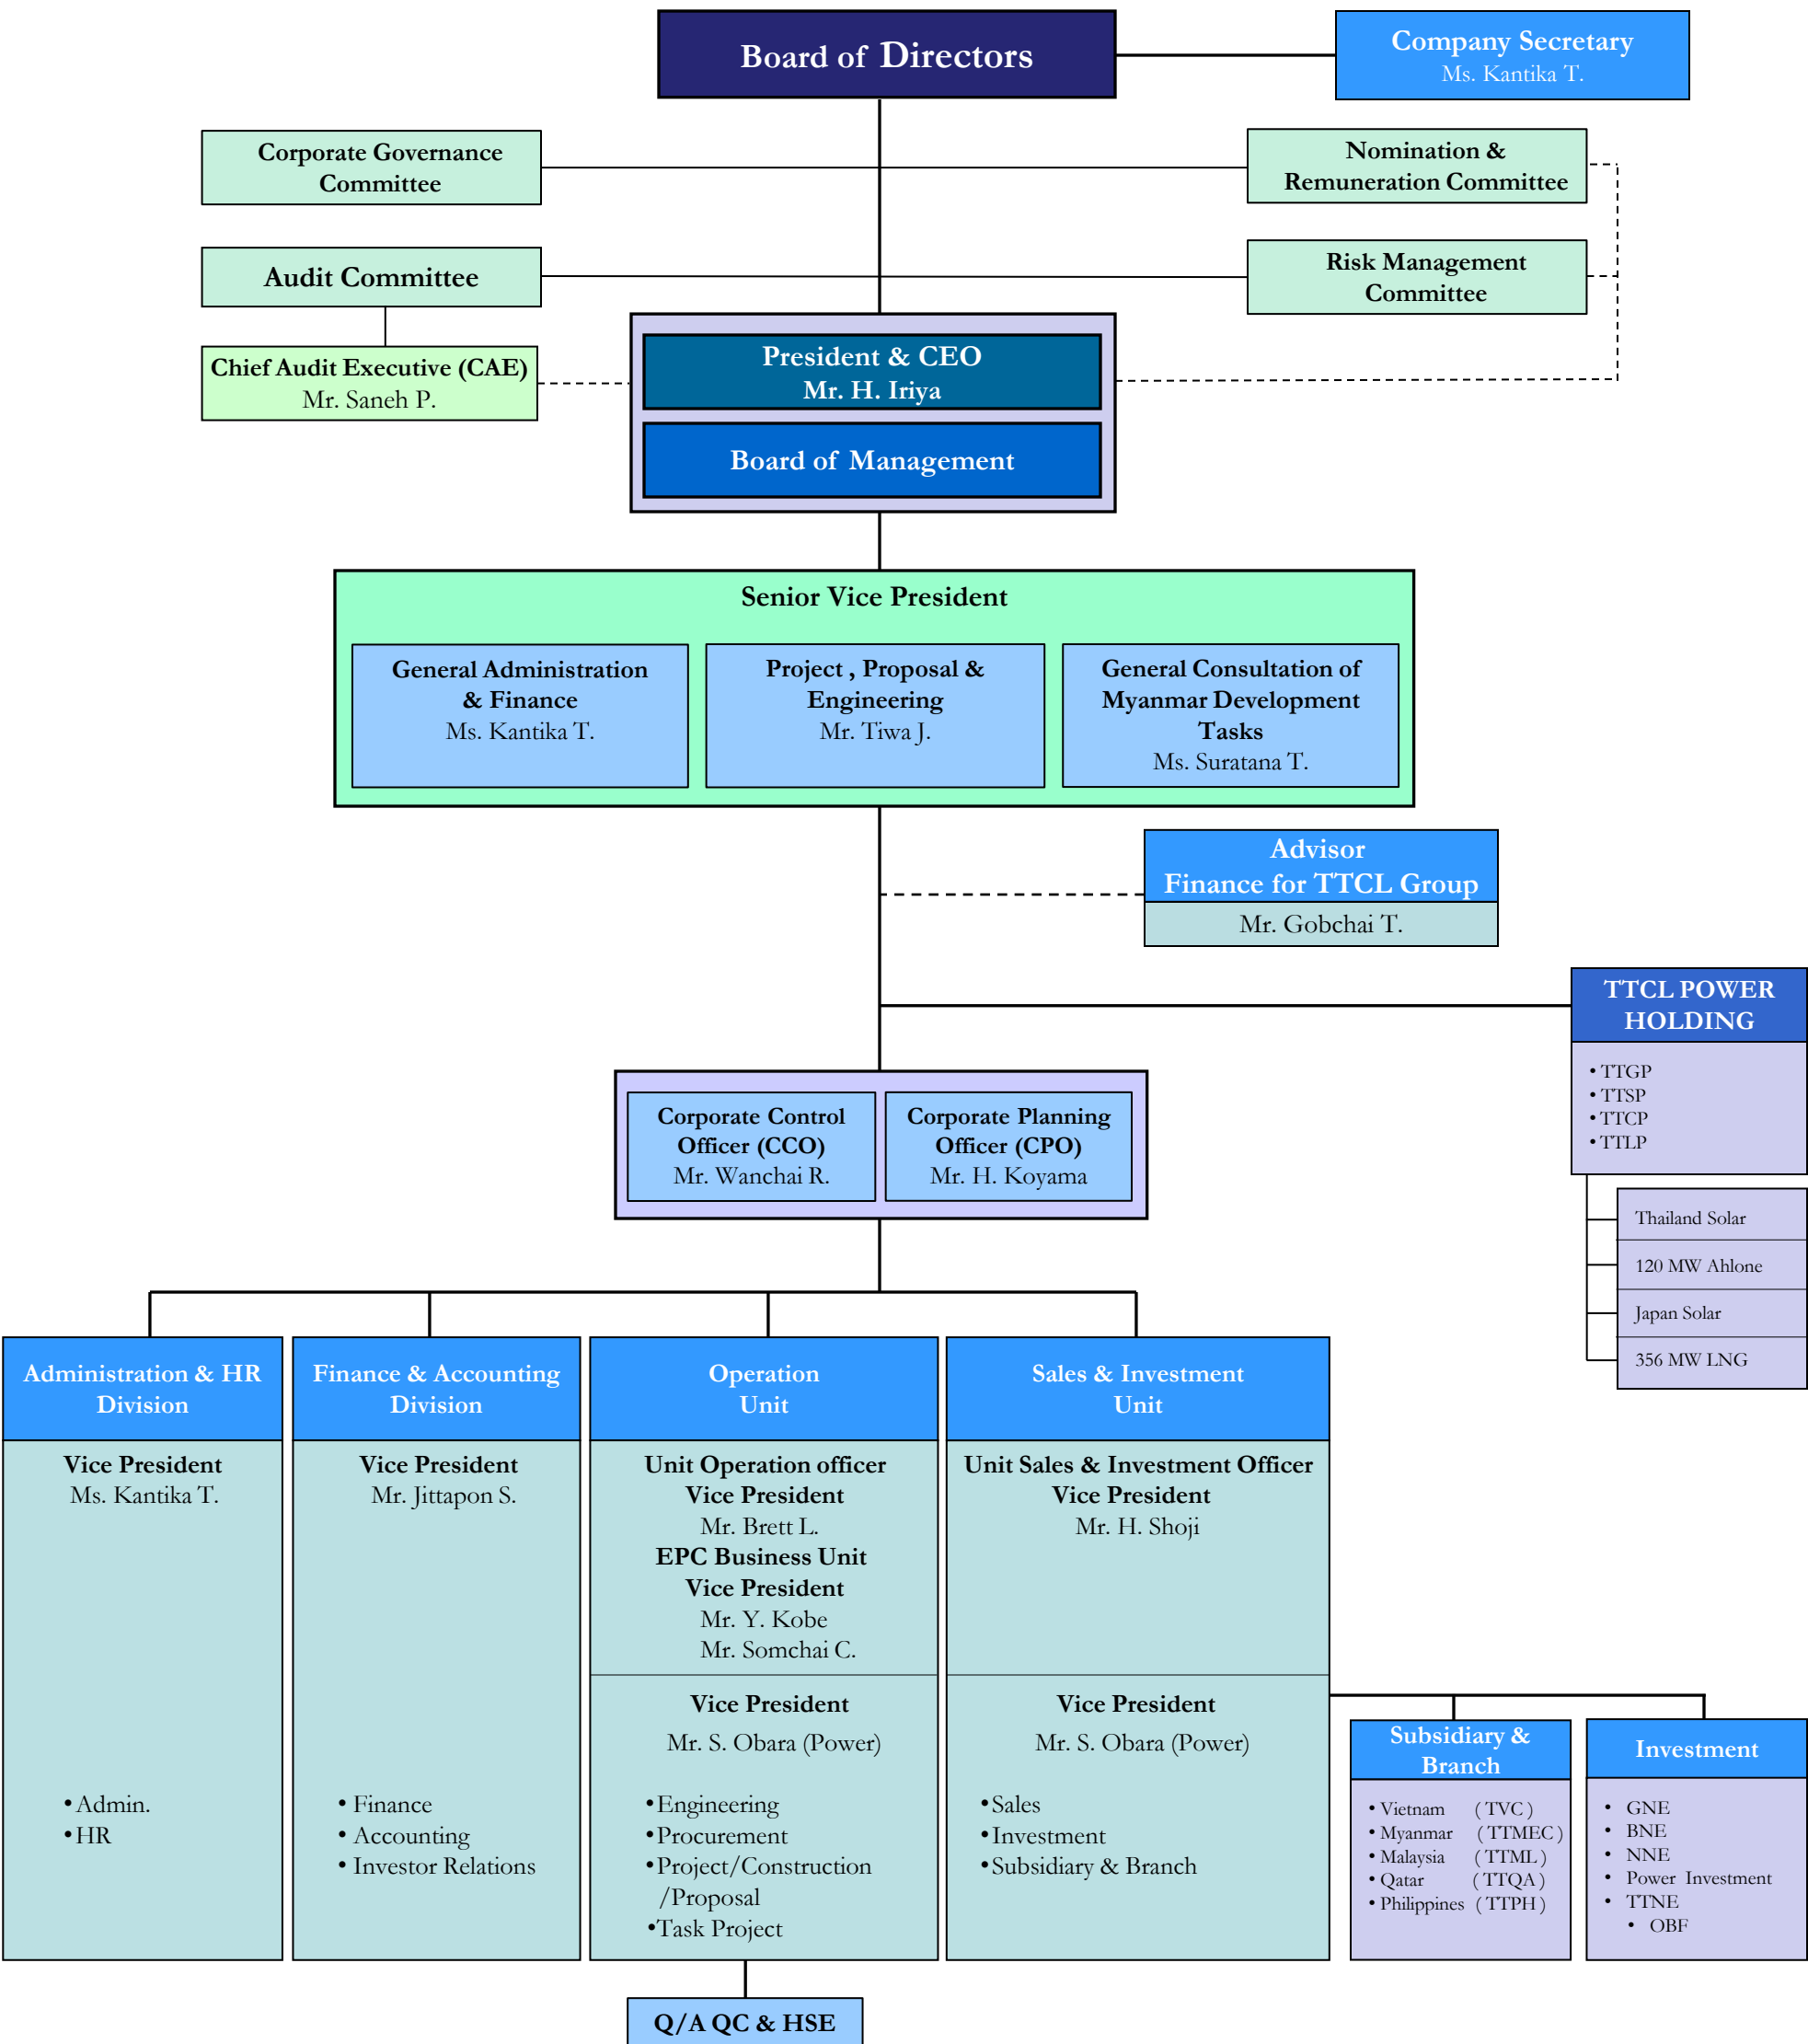 Board of Directors
Company Secretary
Ms. Kantika T.
Corporate Governance
Committee
Nomination &
Remuneration Committee
Audit Committee
Risk Management
Committee
Chief Audit Executive (CAE)
Mr. Saneh P.
President & CEO
Mr. H. Iriya
Board of Management
Senior Vice President
General Administration
& Finance
Ms. Kantika T.
Project , Proposal &
Engineering
Mr. Tiwa J.
General Consultation of
Myanmar Development
Tasks
Ms. Suratana T.
Advisor
Finance for TTCL Group
Mr. Gobchai T.
TTCL POWER
HOLDING
• TTGP
• TTSP
• TTCP
• TTLP
Thailand Solar
120 MW Ahlone
Japan Solar
356 MW LNG
Corporate Control
Officer (CCO)
Mr. Wanchai R.
Corporate Planning
Officer (CPO)
Mr. H. Koyama
Administration & HR
Division
Vice President
Ms. Kantika T.
• Admin.
• HR
Finance & Accounting
Division
Vice President
Mr. Jittapon S.
• Finance
• Accounting
• Investor Relations
Operation
Unit
Unit Operation officer
Vice President
Mr. Brett L.
EPC Business Unit
Vice President
Mr. Y. Kobe
Mr. Somchai C.
Vice President
Mr. S. Obara (Power)
•Engineering
•Procurement
•Project/Construction
/Proposal
•Task Project
Sales & Investment
Unit
Unit Sales & Investment Officer
Vice President
Mr. H. Shoji
Vice President
Mr. S. Obara (Power)
•Sales
•Investment
•Subsidiary & Branch
Subsidiary &
Branch
• Vietnam ( TVC )
• Myanmar ( TTMEC )
• Malaysia ( TTML )
• Qatar ( TTQA )
• Philippines ( TTPH )
Investment
• GNE
• BNE
• NNE
• Power Investment
• TTNE
• OBF
Q/A QC & HSE